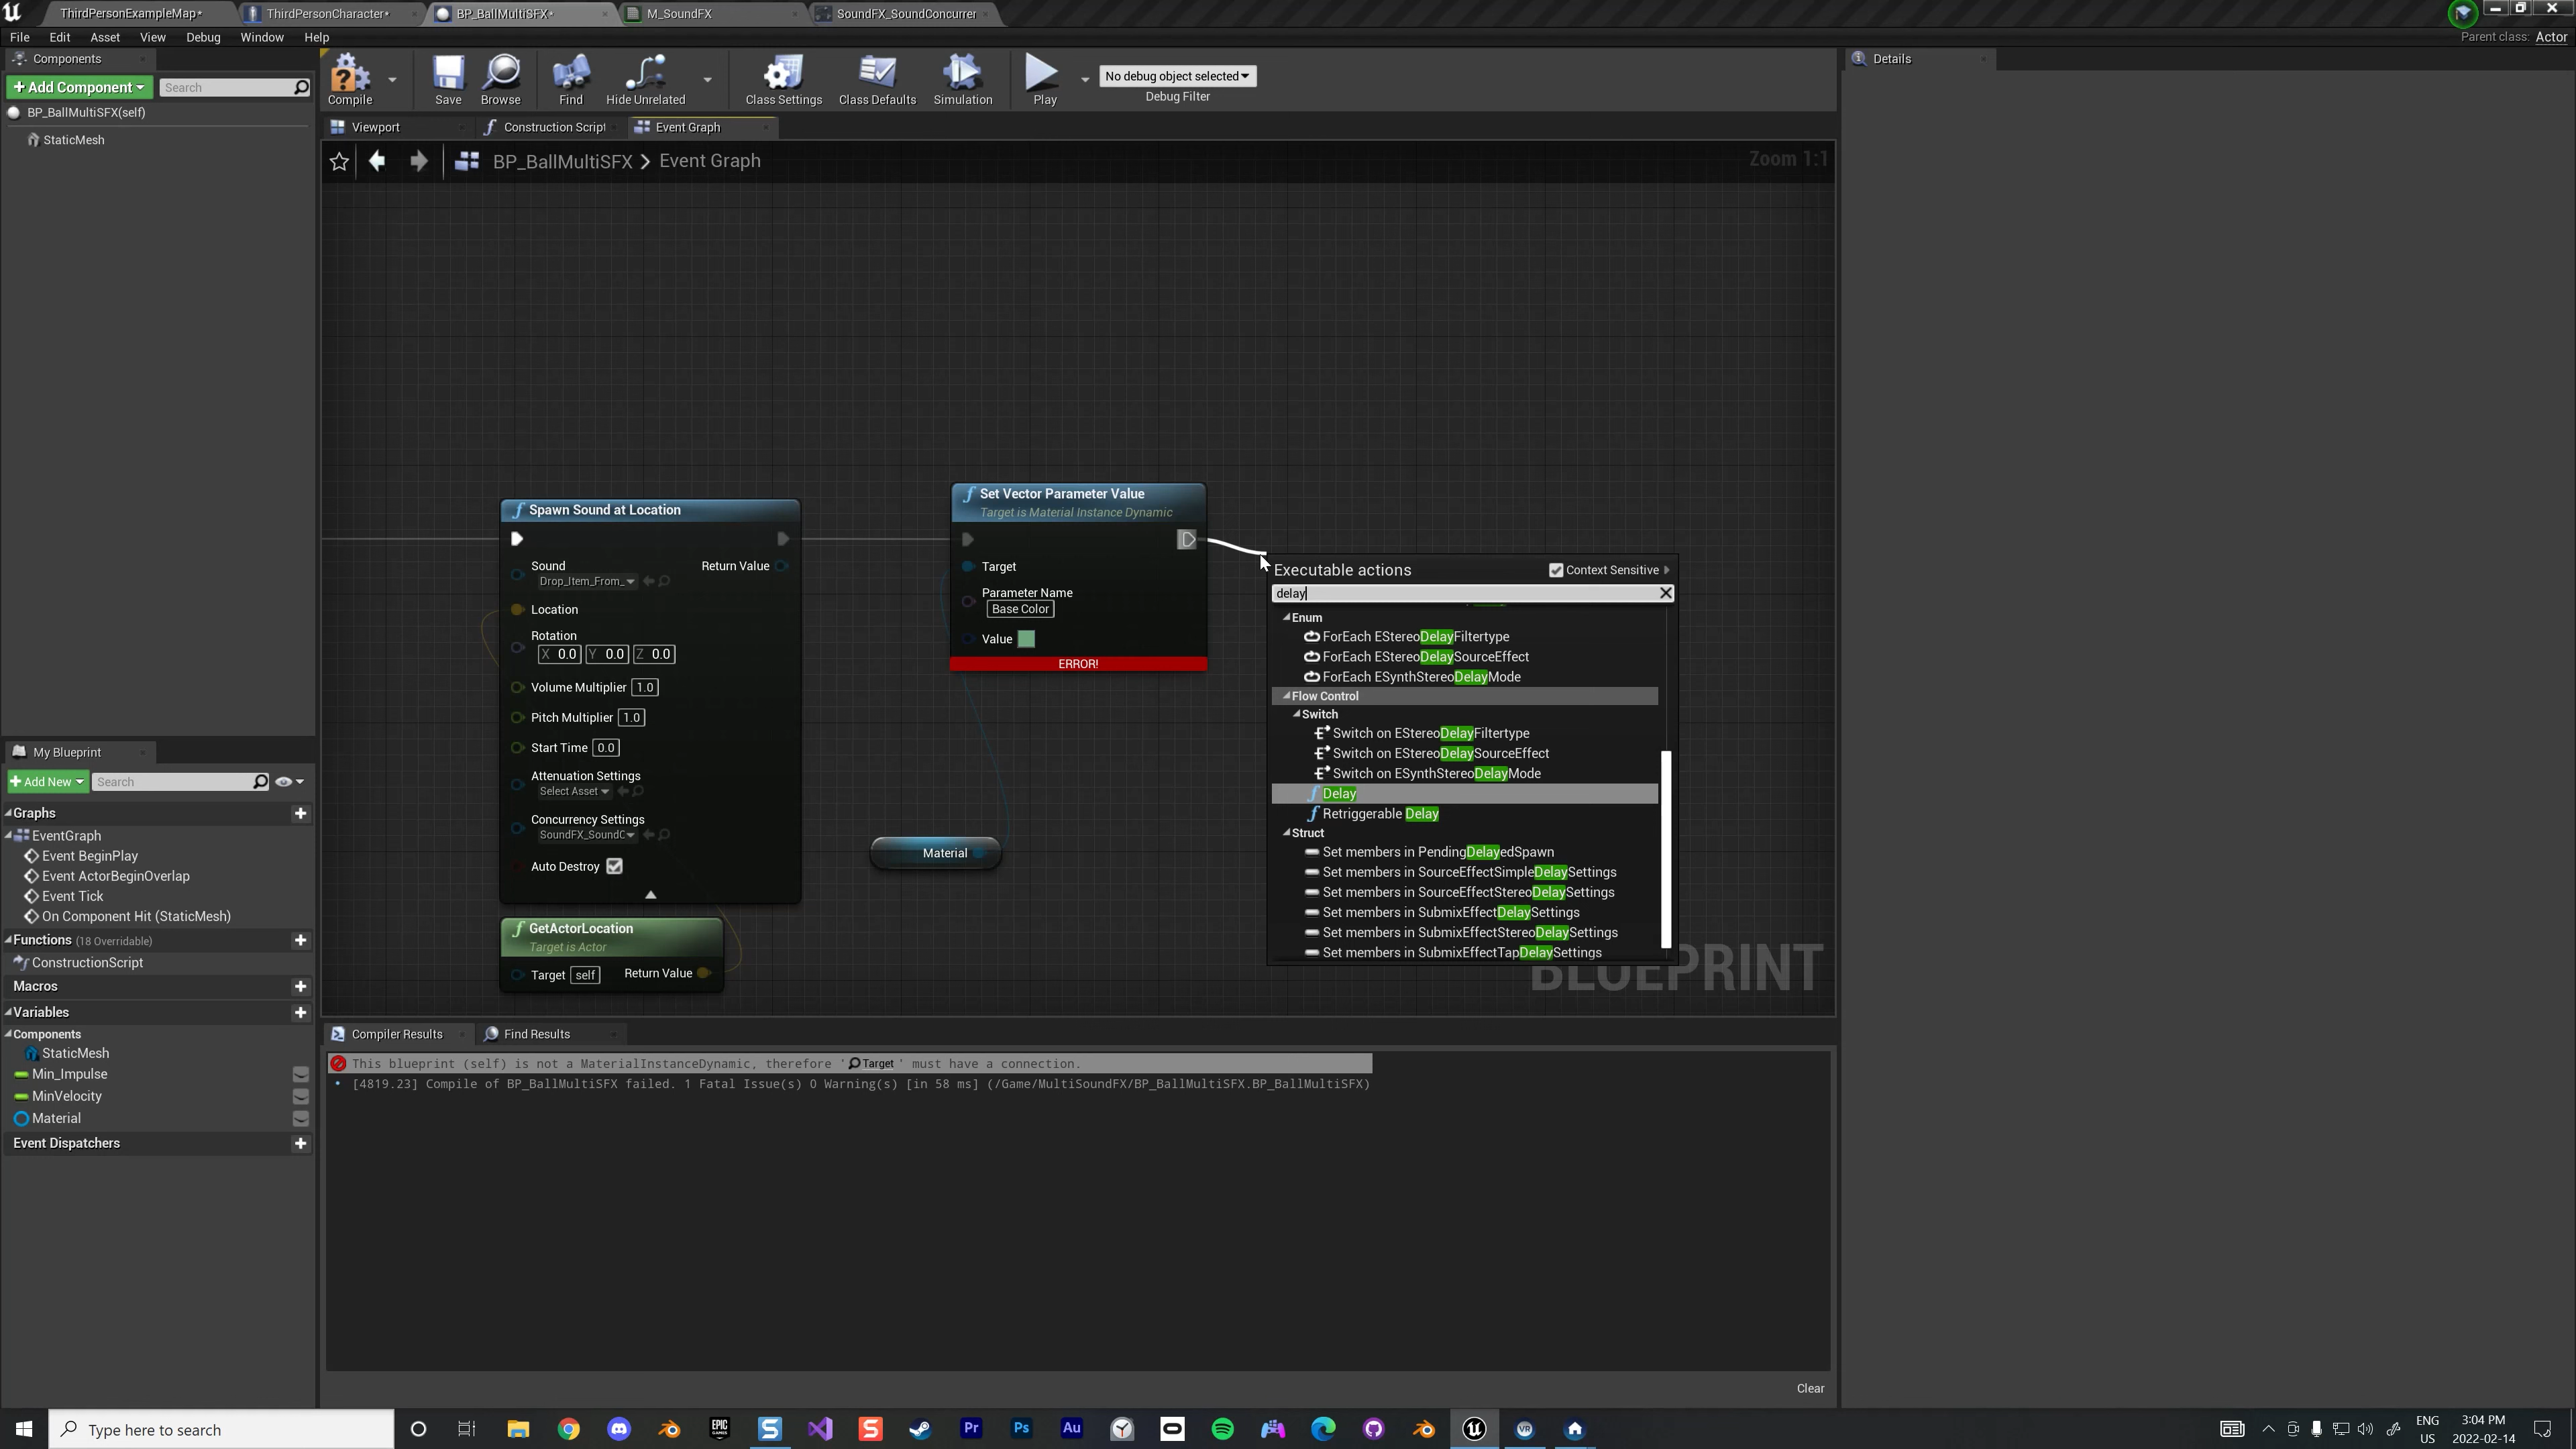 ThirdPersonExampleMap*
ThirdPersonCharacter*
BP_BallMultiSFX*
M_SoundFX
SoundFX_SoundConcurrer
File Edit Asset View Debug Window Help
Parent class: Actor
Components
Details
+ Add Component
Search
BP_BallMultiSFX(self)
StaticMesh
Compile
Save
Browse
Find
Hide Unrelated
Class Settings
Class Defaults
Simulation
Play
No debug object selected
Debug Filter
Viewport
Construction Script
Event Graph
BP_BallMultiSFX > Event Graph
Zoom 1:1
Spawn Sound at Location
Sound
Drop_Item_From_
Return Value
Location
Rotation
X 0.0 Y 0.0 Z 0.0
Volume Multiplier 1.0
Pitch Multiplier 1.0
Start Time 0.0
Attenuation Settings
Select Asset
Concurrency Settings
SoundFX_SoundC
Auto Destroy
GetActorLocation
Target is Actor
Target self
Return Value
Set Vector Parameter Value
Target is Material Instance Dynamic
Target
Parameter Name
Base Color
Value
ERROR!
Material
Executable actions
Context Sensitive
delay
Enum
ForEach EStereoDelayFiltertype
ForEach EStereoDelaySourceEffect
ForEach ESynthStereoDelayMode
Flow Control
Switch
Switch on EStereoDelayFiltertype
Switch on EStereoDelaySourceEffect
Switch on ESynthStereoDelayMode
Delay
Retriggerable Delay
Struct
Set members in PendingDelayedSpawn
Set members in SourceEffectSimpleDelaySettings
Set members in SourceEffectStereoDelaySettings
Set members in SubmixEffectDelaySettings
Set members in SubmixEffectStereoDelaySettings
Set members in SubmixEffectTapDelaySettings
BLUEPRINT
My Blueprint
+ Add New
Search
Graphs
EventGraph
Event BeginPlay
Event ActorBeginOverlap
Event Tick
On Component Hit (StaticMesh)
Functions (18 Overridable)
ConstructionScript
Macros
Variables
Components
StaticMesh
Min_Impulse
MinVelocity
Material
Event Dispatchers
Compiler Results
Find Results
This blueprint (self) is not a MaterialInstanceDynamic, therefore ' Target ' must have a connection.
[4819.23] Compile of BP_BallMultiSFX failed. 1 Fatal Issue(s) 0 Warning(s) [in 58 ms] (/Game/MultiSoundFX/BP_BallMultiSFX.BP_BallMultiSFX)
Clear
Type here to search
EPIC GAMES
Pr
Ps
Au
VR
ENG
US
3:04 PM
2022-02-14